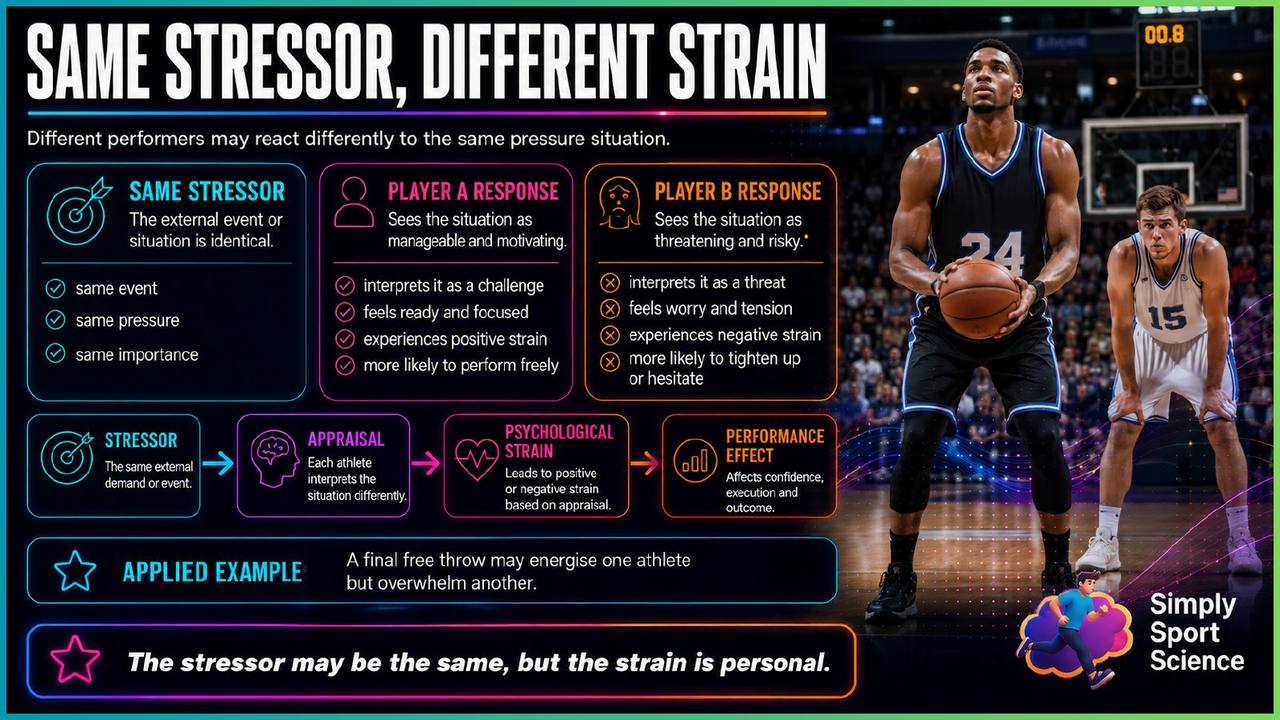 SAME STRESSOR, DIFFERENT STRAIN
Different performers may react differently to the same pressure situation.
SAME STRESSOR
The external event or
situation is identical.
same event
same pressure
same importance
PLAYER A RESPONSE
Sees the situation as
manageable and motivating.
interprets it as a challenge
feels ready and focused
experiences positive strain
more likely to perform freely
PLAYER B RESPONSE
Sees the situation as
threatening and risky.
interprets it as a threat
feels worry and tension
experiences negative strain
more likely to tighten up
or hesitate
STRESSOR
The same external
demand or event.
APPRAISAL
Each athlete
interprets the
situation differently.
PSYCHOLOGICAL
STRAIN
Leads to positive
or negative strain
based on appraisal.
PERFORMANCE
EFFECT
Affects confidence,
execution and
outcome.
APPLIED EXAMPLE
A final free throw may energise one athlete
but overwhelm another.
The stressor may be the same, but the strain is personal.
00.8
24
15
Simply
Sport
Science